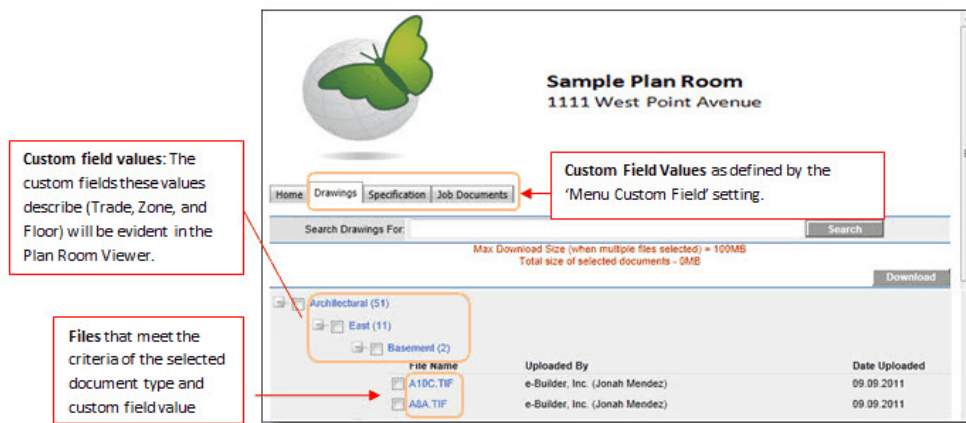 Sample Plan Room
1111 West Point Avenue
Custom field values: The
custom fields these values
describe (Trade, Zone, and
Floor) will be evident in the
Plan Room Viewer.
Custom Field Values as defined by the
‘Menu Custom Field’ setting.
Home Drawings Specification Job Documents
Search Drawings For: Search
Max Download Size (when multiple files selected) = 100MB
Total size of selected documents - 0MB
Download
Architectural (51)
East (11)
Basement (2)
Files that meet the
criteria of the selected
document type and
custom field value
File Name Uploaded By Date Uploaded
A10C.TIF e-Builder, Inc. (Jonah Mendez) 09.09.2011
A8A.TIF e-Builder, Inc. (Jonah Mendez) 09.09.2011